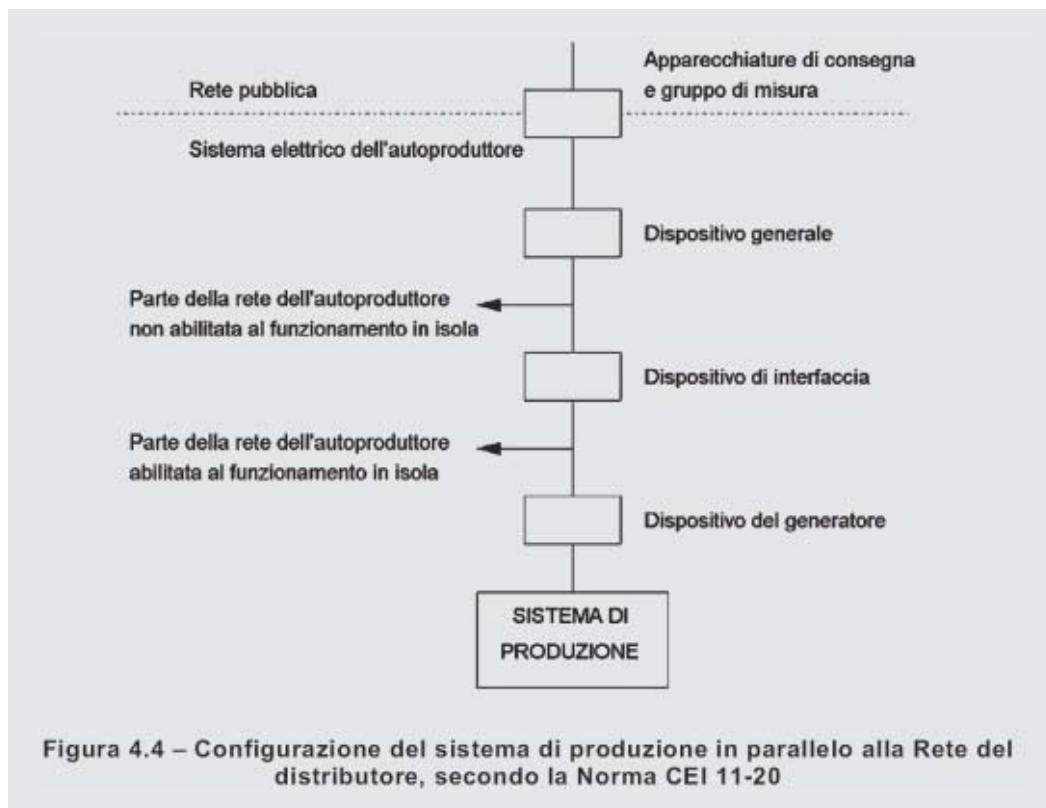 Rete pubblica
Apparecchiature di consegna
e gruppo di misura
Sistema elettrico dell'autoproduttore
Dispositivo generale
Parte della rete dell'autoproduttore
non abilitata al funzionamento in isola
Dispositivo di interfaccia
Parte della rete dell'autoproduttore
abilitata al funzionamento in isola
Dispositivo del generatore
SISTEMA DI
PRODUZIONE
Figura 4.4 – Configurazione del sistema di produzione in parallelo alla Rete del
distributore, secondo la Norma CEI 11-20